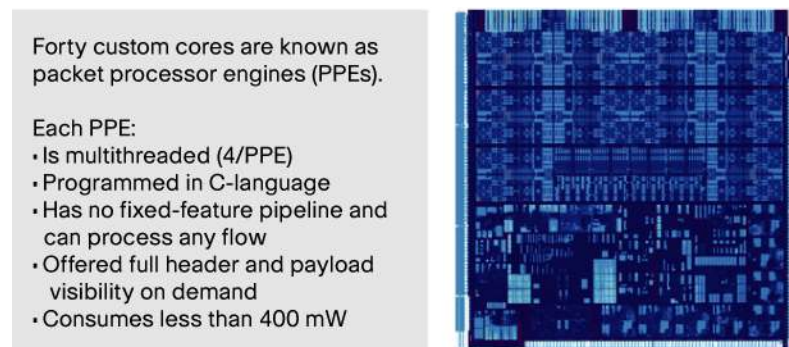 Forty custom cores are known as
packet processor engines (PPEs).
Each PPE:
• Is multithreaded (4/PPE)
• Programmed in C-language
• Has no fixed-feature pipeline and
can process any flow
• Offered full header and payload
visibility on demand
• Consumes less than 400 mW